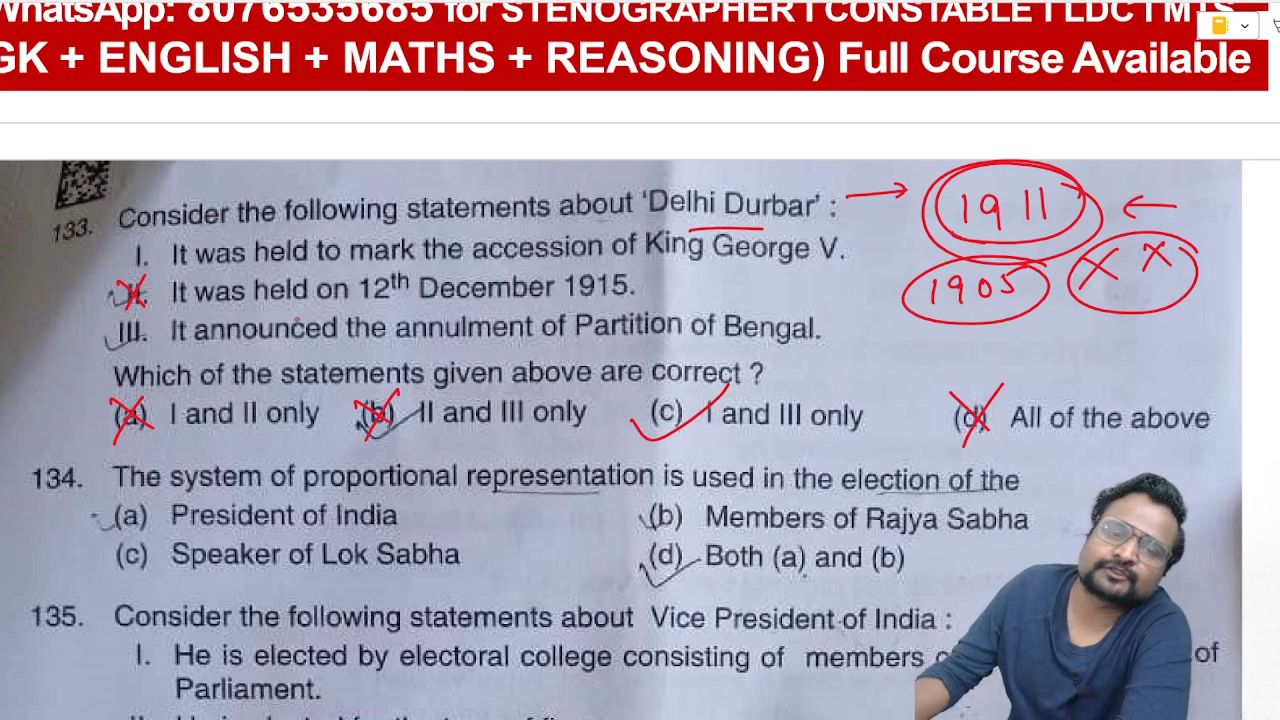 WhatsApp: 8076535685 for STENOGRAPHER I CONSTABLE I LDC I MTS
GK + ENGLISH + MATHS + REASONING) Full Course Available
133. Consider the following statements about 'Delhi Durbar' : 1911
I. It was held to mark the accession of King George V.
It was held on 12th December 1915. 1905 X X
III. It announced the annulment of Partition of Bengal.
Which of the statements given above are correct ?
(a) I and II only (b) II and III only (c) I and III only (d) All of the above
134. The system of proportional representation is used in the election of the
(a) President of India (b) Members of Rajya Sabha
(c) Speaker of Lok Sabha (d) Both (a) and (b)
135. Consider the following statements about Vice President of India :
I. He is elected by electoral college consisting of members of
Parliament.